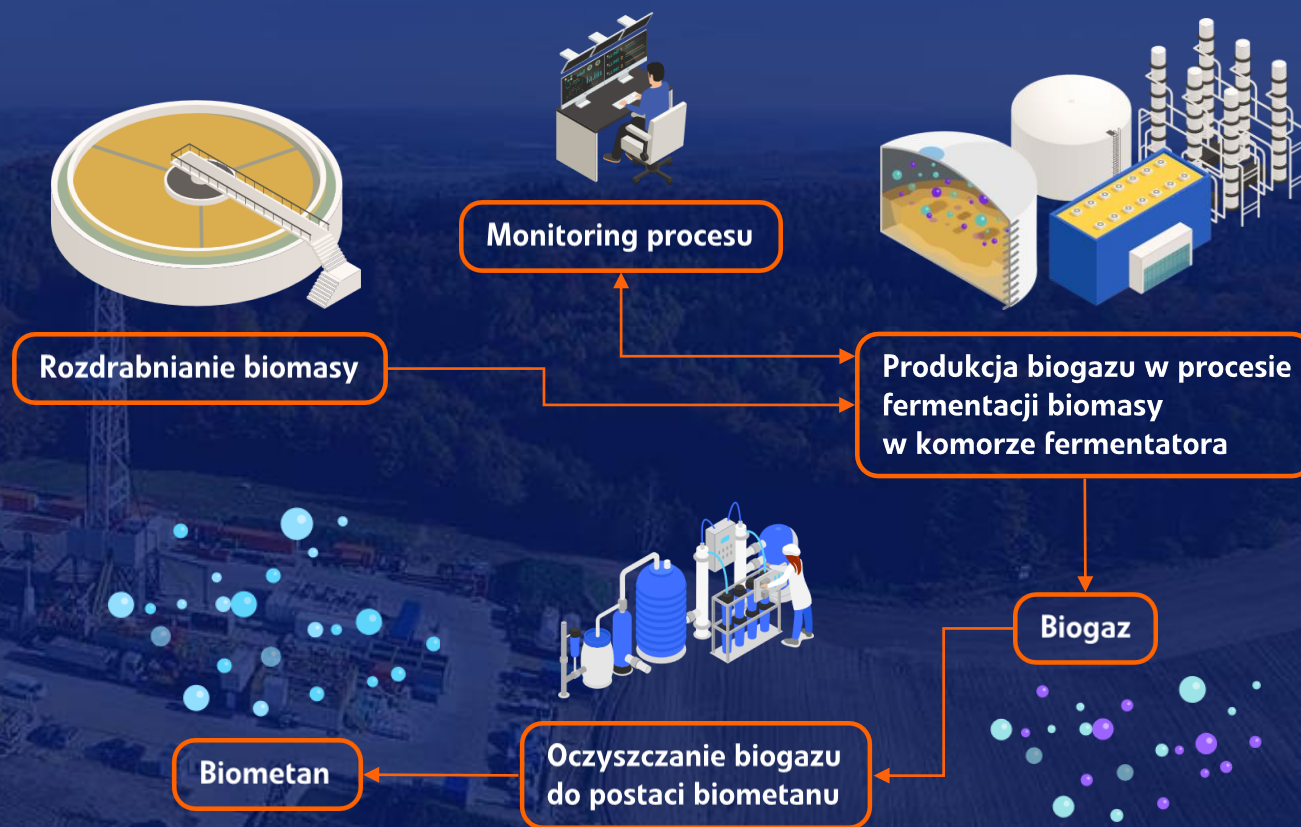 Monitoring procesu
Rozdrabnianie biomasy
Produkcja biogazu w procesie
fermentacji biomasy
w komorze fermentatora
Biogaz
Oczyszczanie biogazu
do postaci biometanu
Biometan